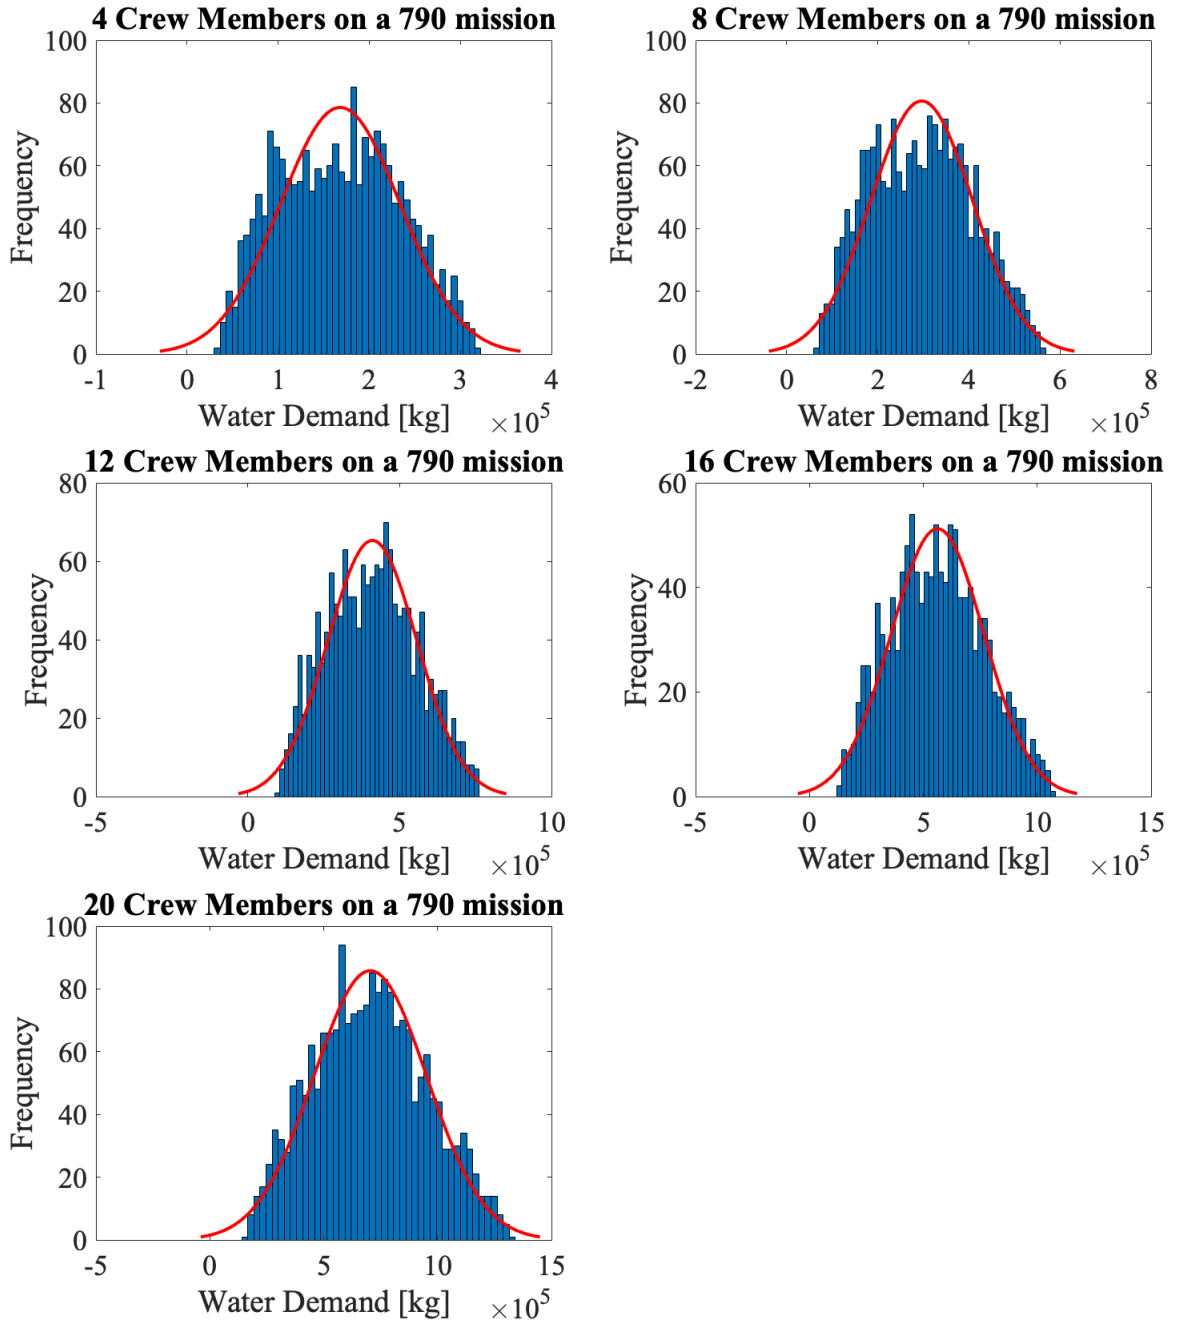 4 Crew Members on a 790 mission
100
80
60
40
20
0
Frequency
-1 0 1 2 3 4
Water Demand [kg] ×10^5
8 Crew Members on a 790 mission
100
80
60
40
20
0
Frequency
-2 0 2 4 6 8
Water Demand [kg] ×10^5
12 Crew Members on a 790 mission
80
60
40
20
0
Frequency
-5 0 5 10
Water Demand [kg] ×10^5
16 Crew Members on a 790 mission
60
40
20
0
Frequency
-5 0 5 10 15
Water Demand [kg] ×10^5
20 Crew Members on a 790 mission
100
80
60
40
20
0
Frequency
-5 0 5 10 15
Water Demand [kg] ×10^5